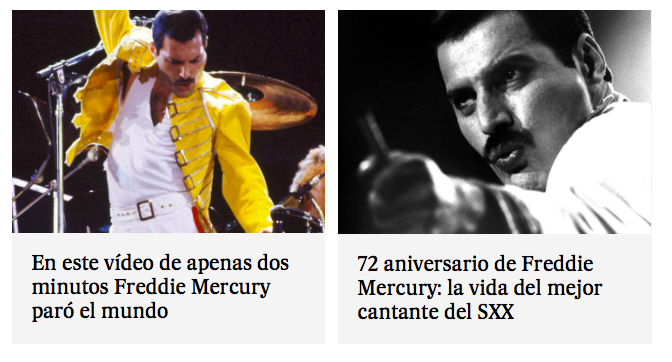 En este vídeo de apenas dos
minutos Freddie Mercury
paró el mundo
72 aniversario de Freddie
Mercury: la vida del mejor
cantante del SXX